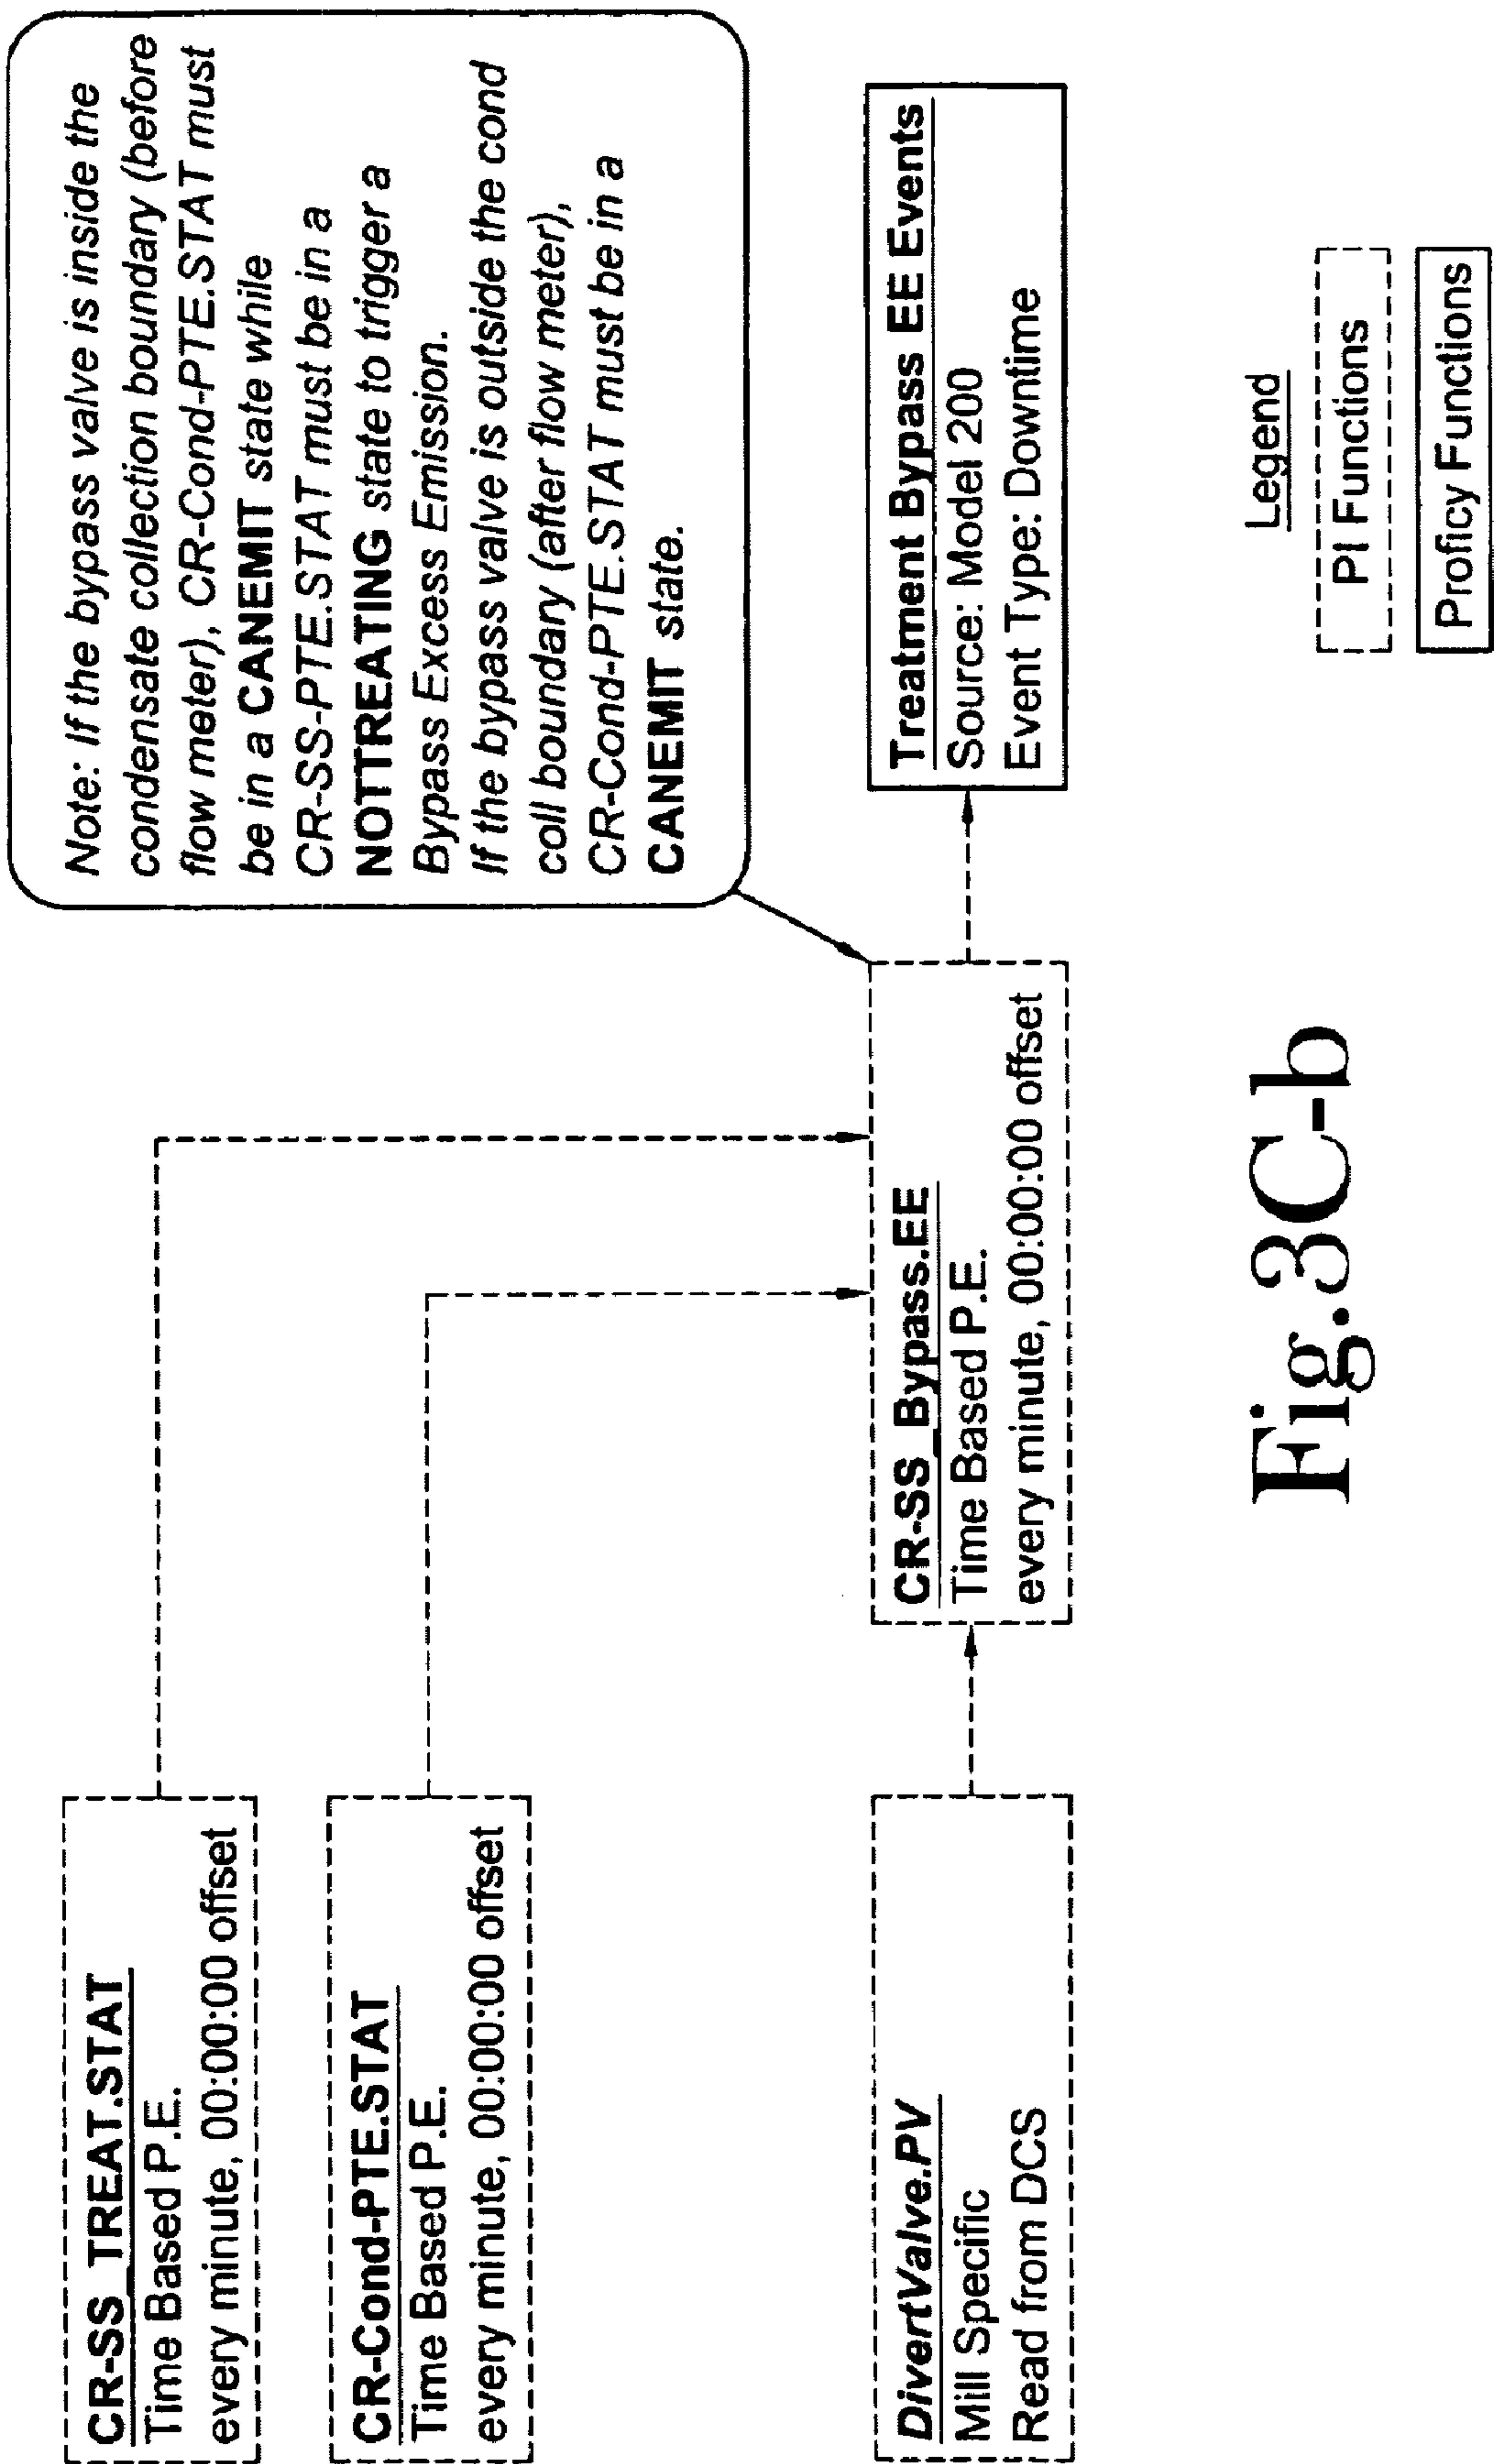 CR-SS_TREAT.STAT
Time Based P.E.
every minute, 00:00:00 offset
CR-Cond-PTE.STAT
Time Based P.E.
every minute, 00:00:00 offset
DivertValve.PV
Mill Specific
Read from DCS
CR-SS_Bypass.EE
Time Based P.E.
every minute, 00:00:00 offset
Note: If the bypass valve is inside the
condensate collection boundary (before
flow meter), CR-Cond-PTE.STAT must
be in a CANEMIT state while
CR-SS-PTE.STAT must be in a
NOTTREATING state to trigger a
Bypass Excess Emission.
If the bypass valve is outside the cond
coll boundary (after flow meter),
CR-Cond-PTE.STAT must be in a
CANEMIT state.
Treatment Bypass EE Events
Source: Model 200
Event Type: Downtime
Legend
PI Functions
Proficy Functions
Fig.3C-b